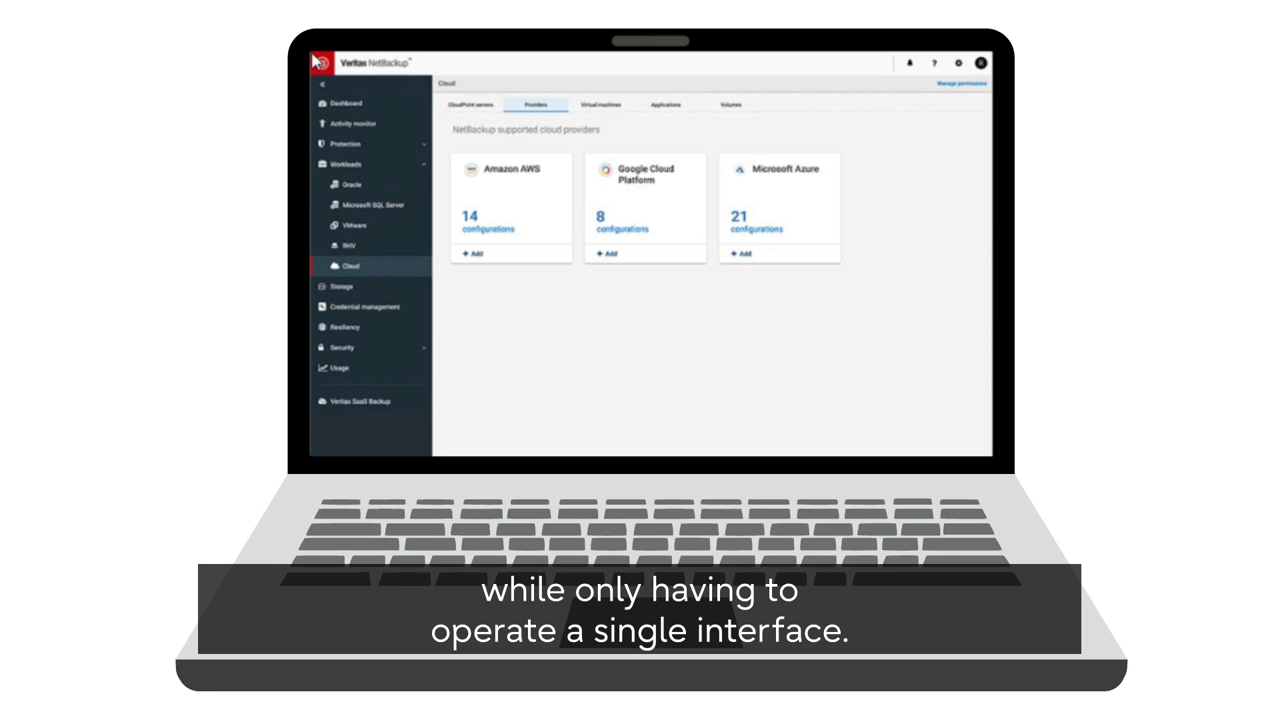 Veritas NetBackup™
Dashboard
Activity monitor
Protection
Workloads
Oracle
Microsoft SQL Server
VMware
RHV
Cloud
Storage
Credential management
Resiliency
Security
Usage
Veritas SaaS Backup
Cloud
Manage permissions
CloudPoint servers Providers Virtual machines Applications Volumes
NetBackup supported cloud providers
Amazon AWS
14
configurations
+ Add
Google Cloud
Platform
8
configurations
+ Add
Microsoft Azure
21
configurations
+ Add
while only having to
operate a single interface.